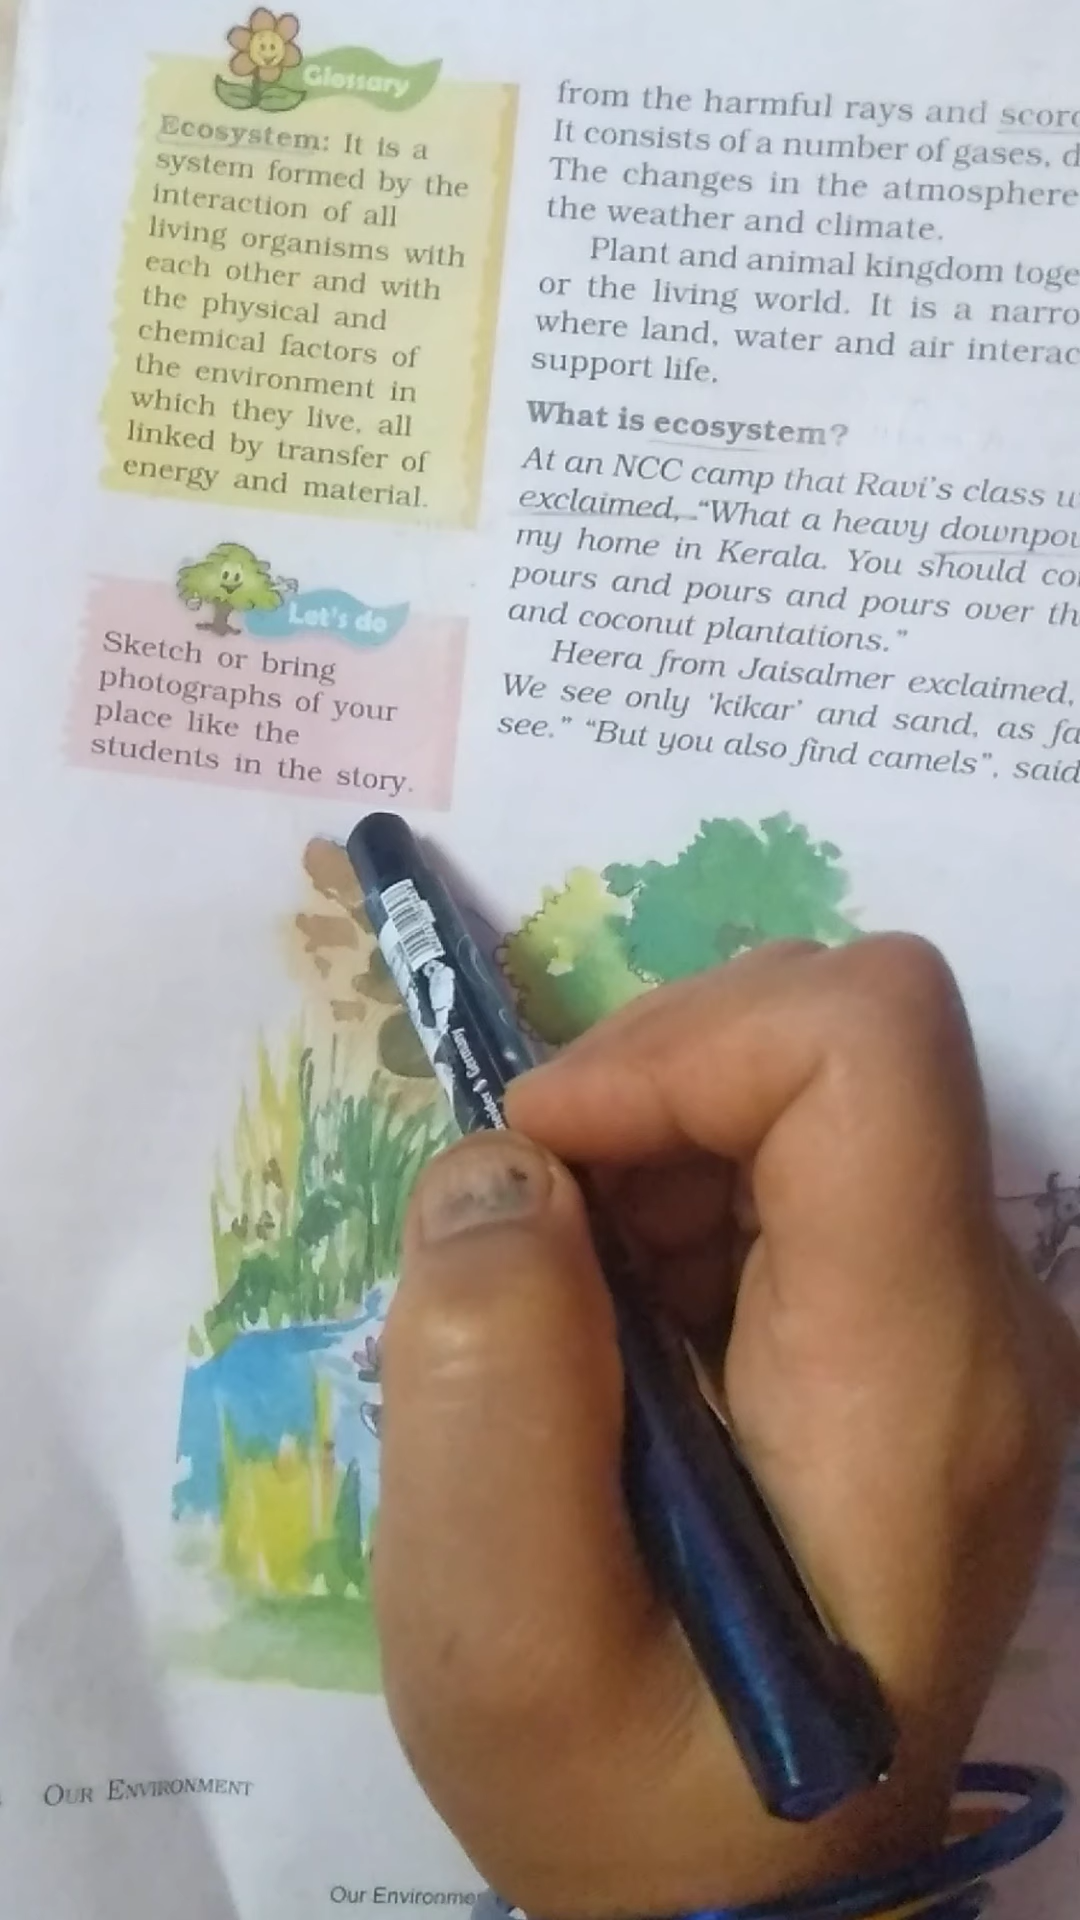 Glossary
Ecosystem: It is a
system formed by the
interaction of all
living organisms with
each other and with
the physical and
chemical factors of
the environment in
which they live, all
linked by transfer of
energy and material.
Let's do
Sketch or bring
photographs of your
place like the
students in the story.
from the harmful rays and
It consists of a number of gases,
The changes in the atmosphere
the weather and climate.
Plant and animal kingdom
or the living world. It is a
where land, water and air
support life.
What is ecosystem?
At an NCC camp that Ravi's class
exclaimed, “What a heavy
my home in Kerala. You should
pours and pours and pours over
and coconut plantations.”
Heera from Jaisalmer exclaimed,
We see only ‘kikar’ and sand, as
see.” “But you also find camels”, said
Germany
OUR ENVIRONMENT
Our